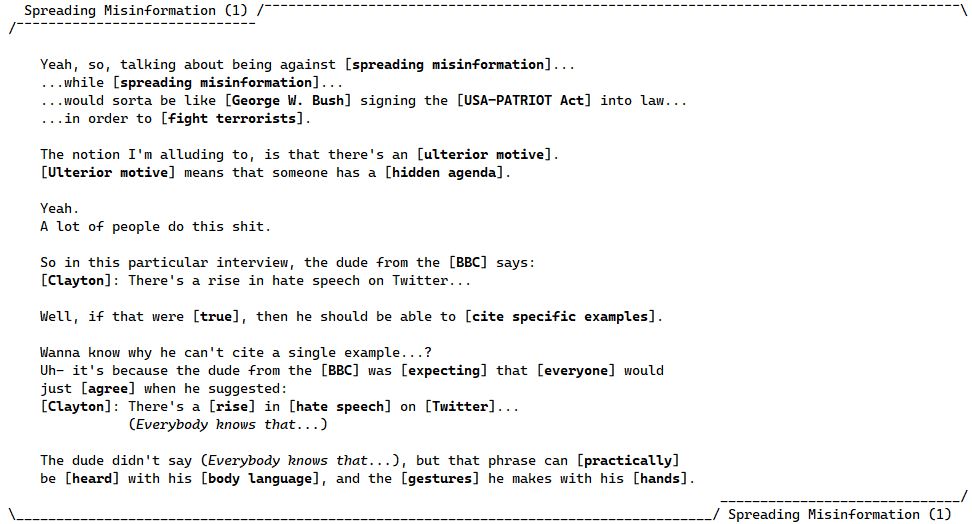 Spreading Misinformation (1)
Yeah, so, talking about being against [spreading misinformation]...
...while [spreading misinformation]...
...would sorta be like [George W. Bush] signing the [USA-PATRIOT Act] into law...
...in order to [fight terrorists].
The notion I'm alluding to, is that there's an [ulterior motive].
[Ulterior motive] means that someone has a [hidden agenda].
Yeah.
A lot of people do this shit.
So in this particular interview, the dude from the [BBC] says:
[Clayton]: There's a rise in hate speech on Twitter...
Well, if that were [true], then he should be able to [cite specific examples].
Wanna know why he can't cite a single example...?
Uh- it's because the dude from the [BBC] was [expecting] that [everyone] would
just [agree] when he suggested:
[Clayton]: There's a [rise] in [hate speech] on [Twitter]...
(Everybody knows that...)
The dude didn't say (Everybody knows that...), but that phrase can [practically]
be [heard] with his [body language], and the [gestures] he makes with his [hands].
Spreading Misinformation (1)